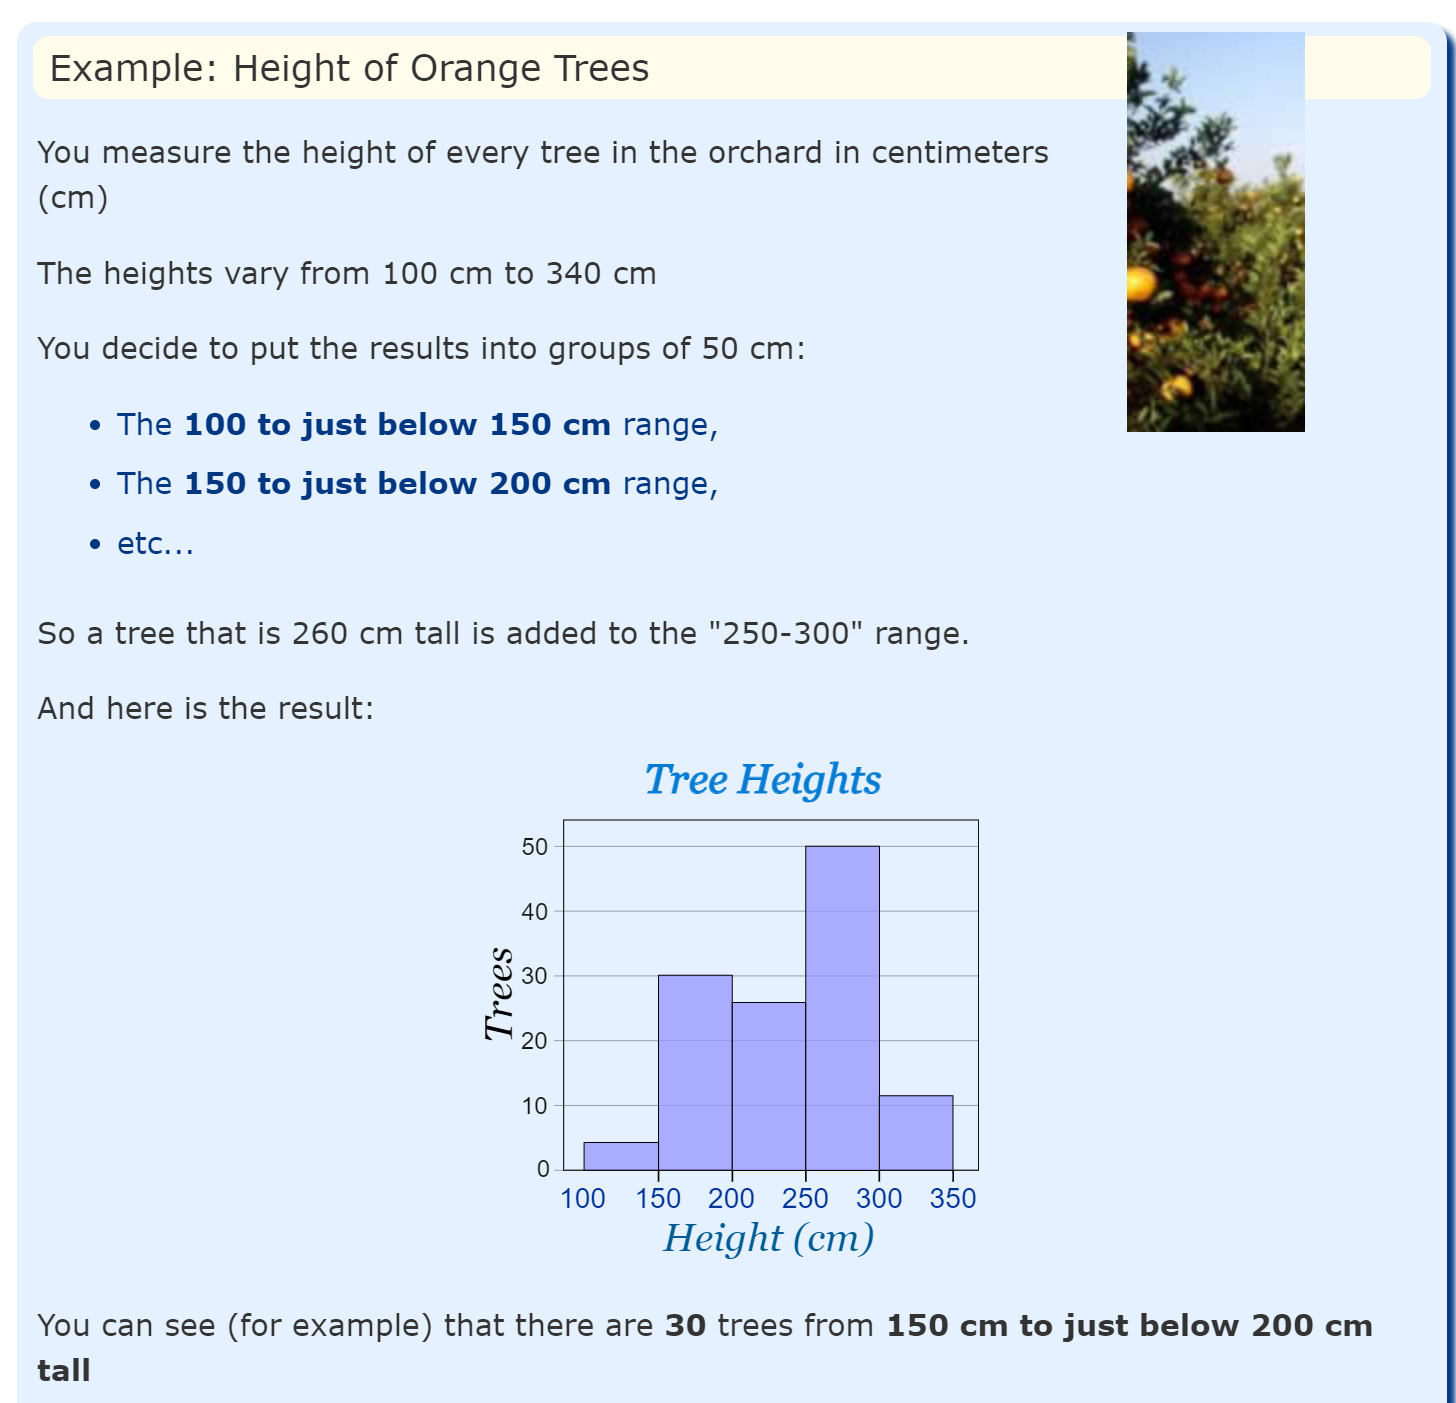 Example: Height of Orange Trees
You measure the height of every tree in the orchard in centimeters
(cm)
The heights vary from 100 cm to 340 cm
You decide to put the results into groups of 50 cm:
• The 100 to just below 150 cm range,
• The 150 to just below 200 cm range,
• etc...
So a tree that is 260 cm tall is added to the "250-300" range.
And here is the result:
Tree Heights
50
40
30
20
10
0
Trees
100 150 200 250 300 350
Height (cm)
You can see (for example) that there are 30 trees from 150 cm to just below 200 cm
tall